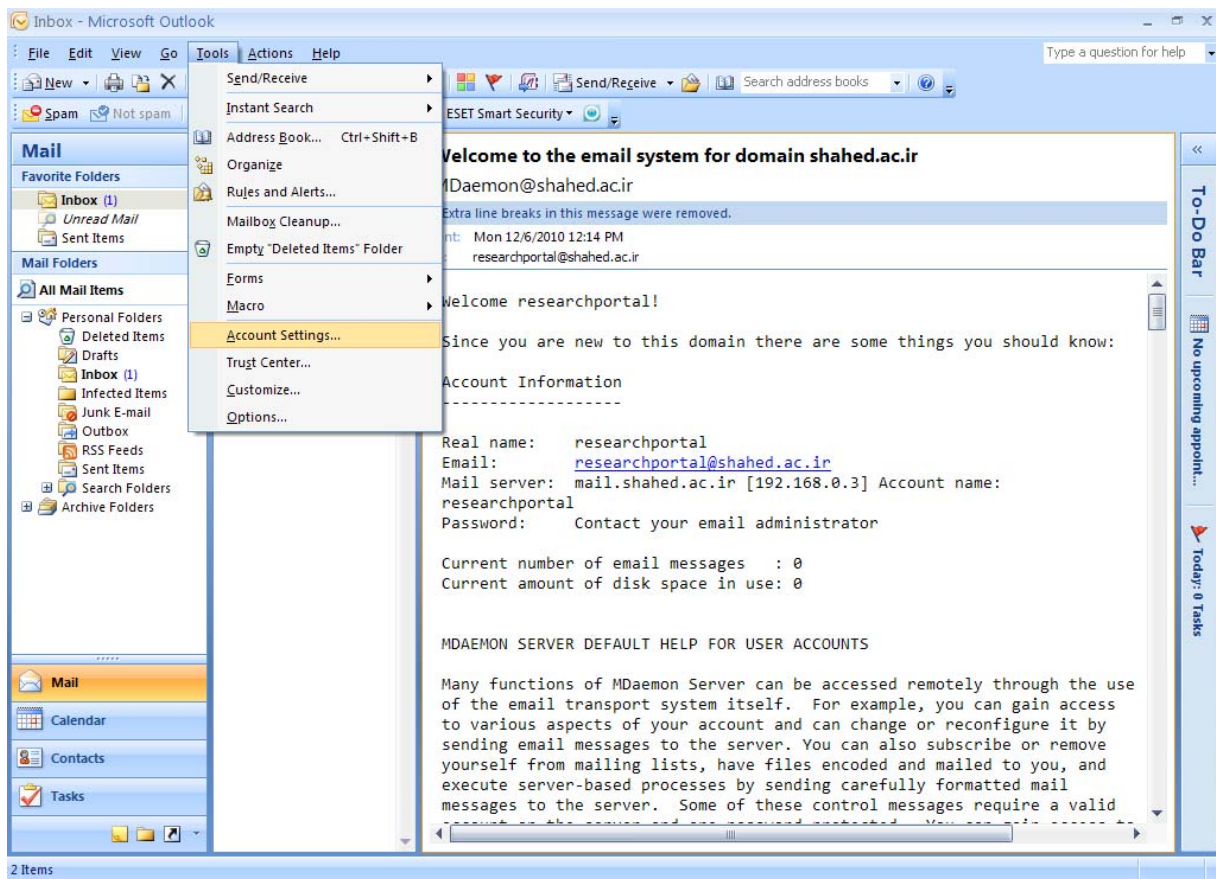 Inbox - Microsoft Outlook
File Edit View Go Tools Actions Help
Type a question for help
New
Send/Receive
Search address books
Spam Not spam
ESET Smart Security
Send/Receive
Instant Search
Address Book... Ctrl+Shift+B
Organize
Rules and Alerts...
Mailbox Cleanup...
Empty "Deleted Items" Folder
Forms
Macro
Account Settings...
Trust Center...
Customize...
Options...
Mail
Favorite Folders
Inbox (1)
Unread Mail
Sent Items
Mail Folders
All Mail Items
Personal Folders
Deleted Items
Drafts
Inbox (1)
Infected Items
Junk E-mail
Outbox
RSS Feeds
Sent Items
Search Folders
Archive Folders
Mail
Calendar
Contacts
Tasks
Welcome to the email system for domain shahed.ac.ir
MDaemon@shahed.ac.ir
Extra line breaks in this message were removed.
Mon 12/6/2010 12:14 PM
researchportal@shahed.ac.ir
Welcome researchportal!
Since you are new to this domain there are some things you should know:
Account Information
-------------------
Real name: researchportal
Email: researchportal@shahed.ac.ir
Mail server: mail.shahed.ac.ir [192.168.0.3] Account name:
researchportal
Password: Contact your email administrator
Current number of email messages : 0
Current amount of disk space in use: 0
MDAEMON SERVER DEFAULT HELP FOR USER ACCOUNTS
Many functions of MDaemon Server can be accessed remotely through the use
of the email transport system itself. For example, you can gain access
to various aspects of your account and can change or reconfigure it by
sending email messages to the server. You can also subscribe or remove
yourself from mailing lists, have files encoded and mailed to you, and
execute server-based processes by sending carefully formatted mail
messages to the server. Some of these control messages require a valid
To-Do Bar
No upcoming appoint...
Today: 0 Tasks
2 Items